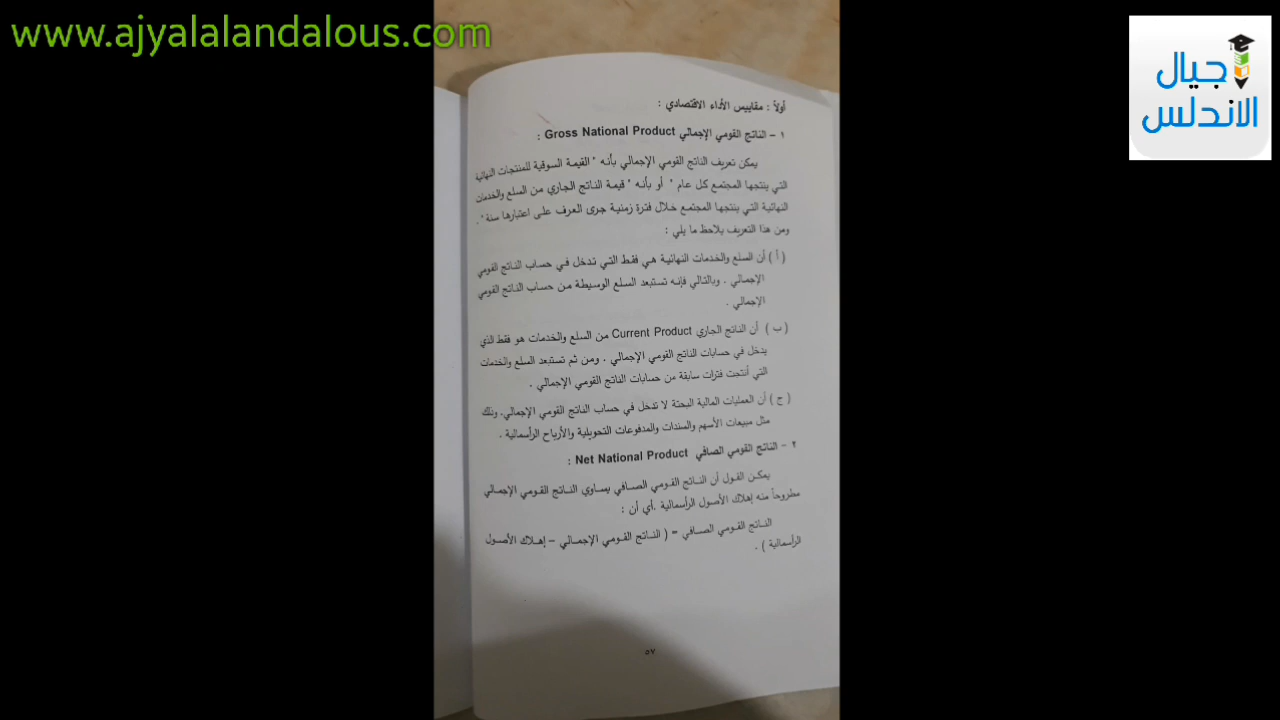 www.ajyalalandalous.com
أجيال
الاندلس
أولاً : مقاييس الأداء الاقتصادي :
١ – الناتج القومي الإجمالي Gross National Product :
يمكن تعريف الناتج القومي الإجمالي بأنه " القيمة السوقية للمنتجات النهائية
التي ينتجها المجتمع كل عام " أو بأنه " قيمة الناتج الجاري من السلع والخدمات
النهائية التي ينتجها المجتمع خلال فترة زمنية جرى العرف على اعتبارها سنة " .
ومن هذا التعريف يلاحظ ما يلي :
( أ ) أن السلع والخدمات النهائية هي فقط التي تدخل في حساب الناتج القومي
الإجمالي . وبالتالي فإنه تستبعد السلع الوسيطة من حساب الناتج القومي
الإجمالي .
( ب ) أن الناتج الجاري Current Product من السلع والخدمات هو فقط الذي
يدخل في حسابات الناتج القومي الإجمالي . ومن ثم تستبعد السلع والخدمات
التي أنتجت فترات سابقة من حسابات الناتج القومي الإجمالي .
( ج ) أن العمليات المالية البحتة لا تدخل في حساب الناتج القومي الإجمالي. وذلك
مثل مبيعات الأسهم والسندات والمدفوعات التحويلية والأرباح الرأسمالية .
٢ – الناتج القومي الصافي Net National Product :
يمكن القول أن الناتج القومي الصافي يساوي الناتج القومي الإجمالي
مطروحاً منه إهلاك الأصول الرأسمالية .أي أن :
الناتج القومي الصافي = ( الناتج القومي الإجمالي – إهلاك الأصول
الرأسمالية ) .
٥٧